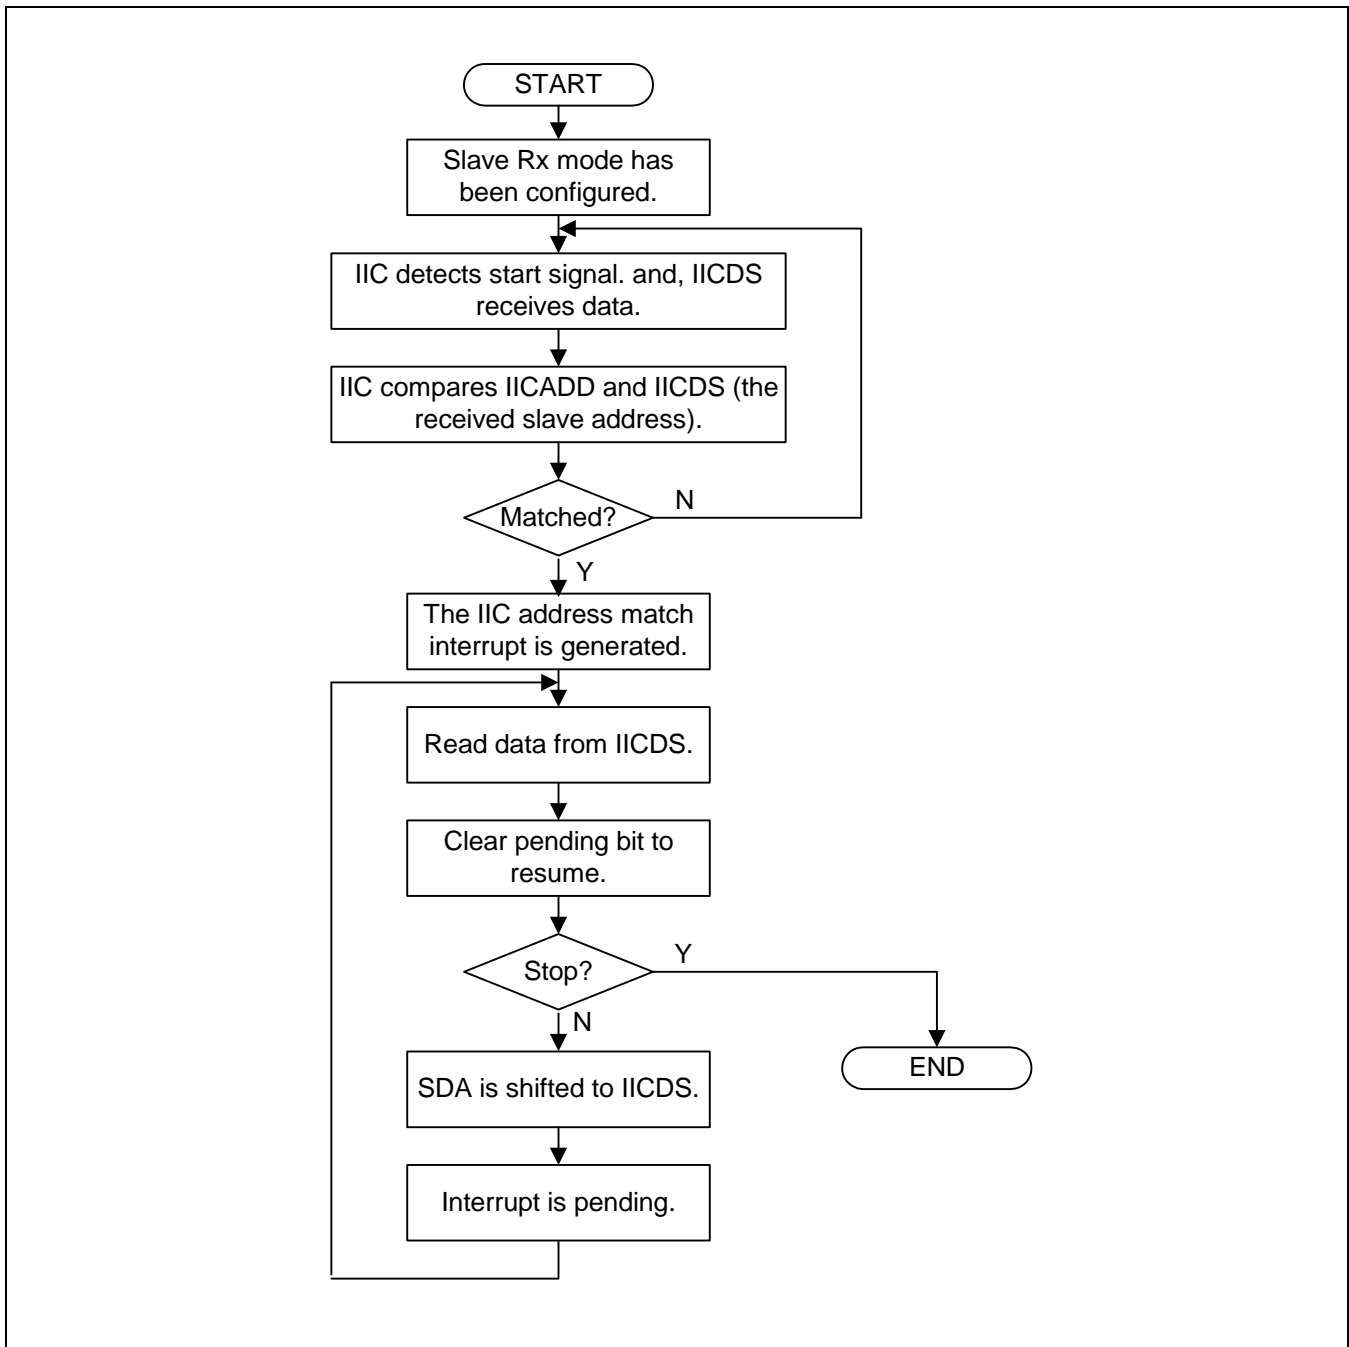 START
Slave Rx mode has
been configured.
IIC detects start signal. and, IICDS
receives data.
IIC compares IICADD and IICDS (the
received slave address).
Matched?
N
Y
The IIC address match
interrupt is generated.
Read data from IICDS.
Clear pending bit to
resume.
Stop?
Y
N
SDA is shifted to IICDS.
END
Interrupt is pending.